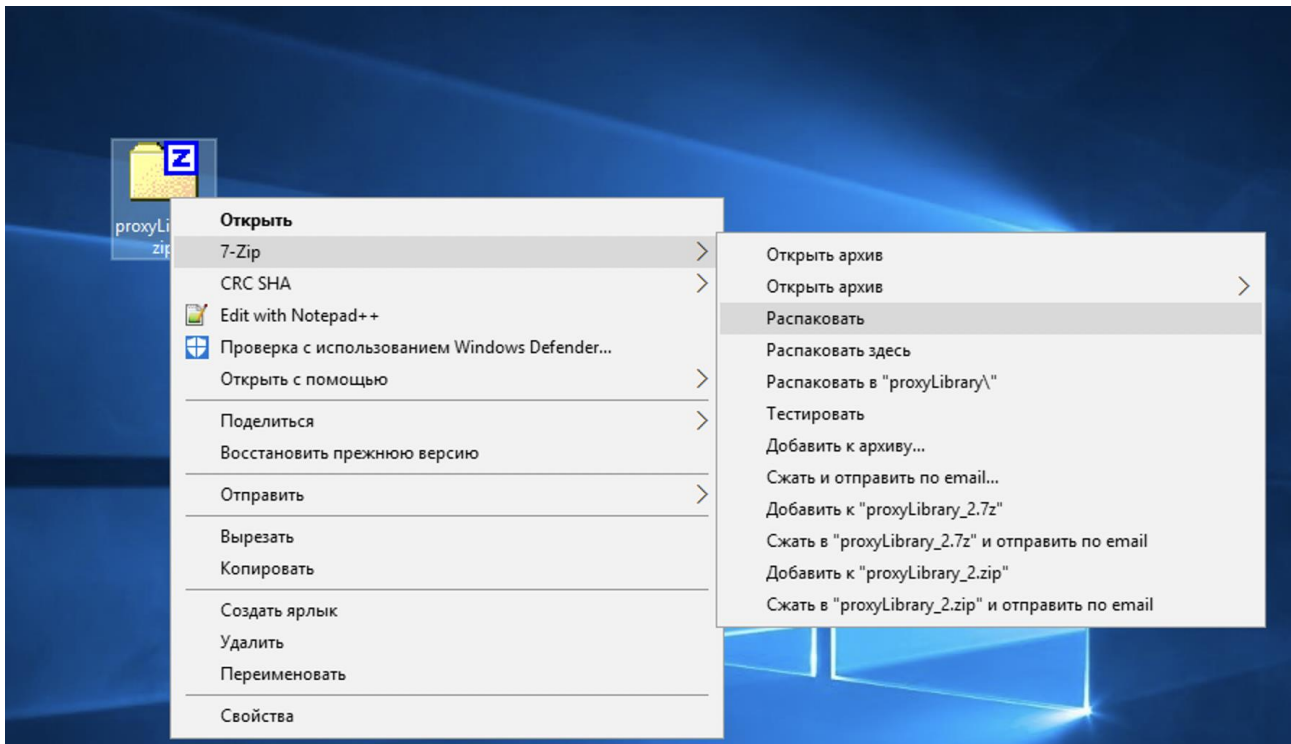 Z
proxyLi
zip
Открыть
7-Zip
CRC SHA
Edit with Notepad++
Проверка с использованием Windows Defender...
Открыть с помощью
Поделиться
Восстановить прежнюю версию
Отправить
Вырезать
Копировать
Создать ярлык
Удалить
Переименовать
Свойства
Открыть архив
Открыть архив
Распаковать
Распаковать здесь
Распаковать в "proxyLibrary\"
Тестировать
Добавить к архиву...
Сжать и отправить по email...
Добавить к "proxyLibrary_2.7z"
Сжать в "proxyLibrary_2.7z" и отправить по email
Добавить к "proxyLibrary_2.zip"
Сжать в "proxyLibrary_2.zip" и отправить по email